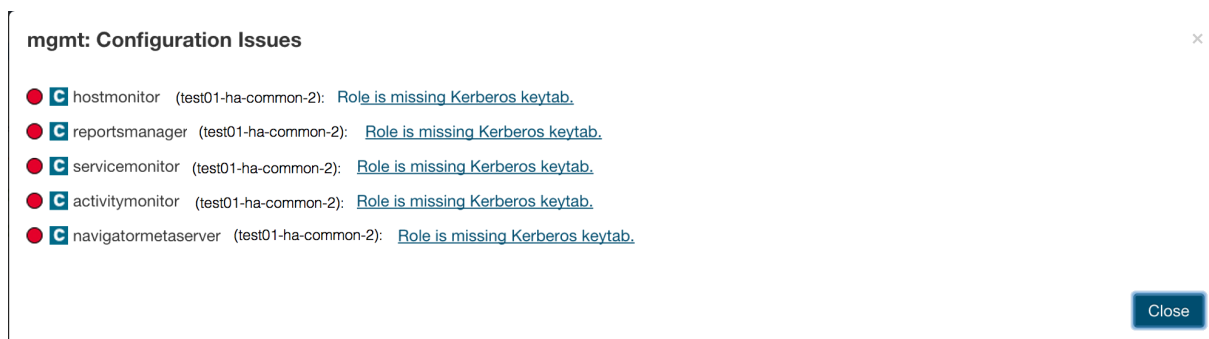 mgmt: Configuration Issues ×
C hostmonitor (test01-ha-common-2): Role is missing Kerberos keytab.
C reportsmanager (test01-ha-common-2): Role is missing Kerberos keytab.
C servicemonitor (test01-ha-common-2): Role is missing Kerberos keytab.
C activitymonitor (test01-ha-common-2): Role is missing Kerberos keytab.
C navigatormetaserver (test01-ha-common-2): Role is missing Kerberos keytab.
Close